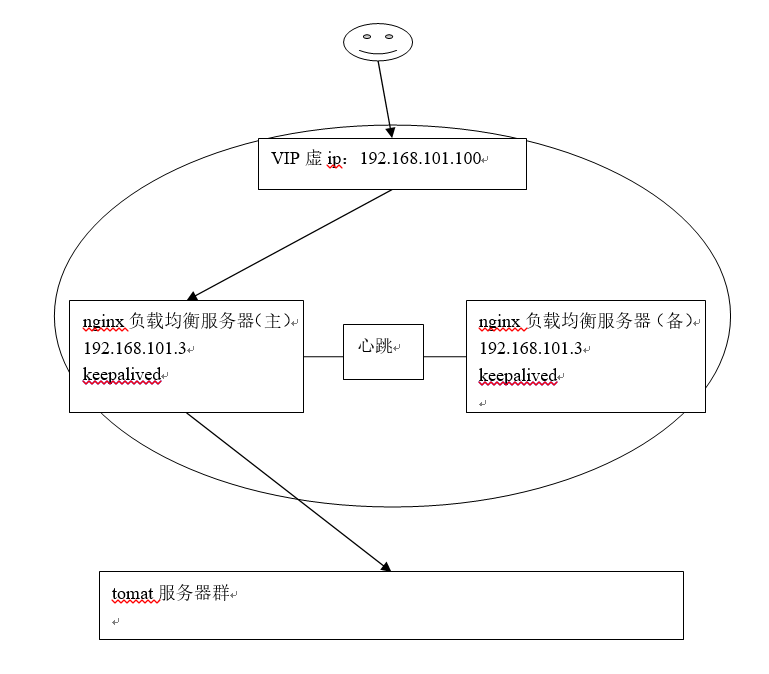 VIP 虚 ip：192.168.101.100
nginx 负载均衡服务器（主）
192.168.101.3
keepalived
心跳
nginx 负载均衡服务器（备）
192.168.101.3
keepalived
tomat 服务器群